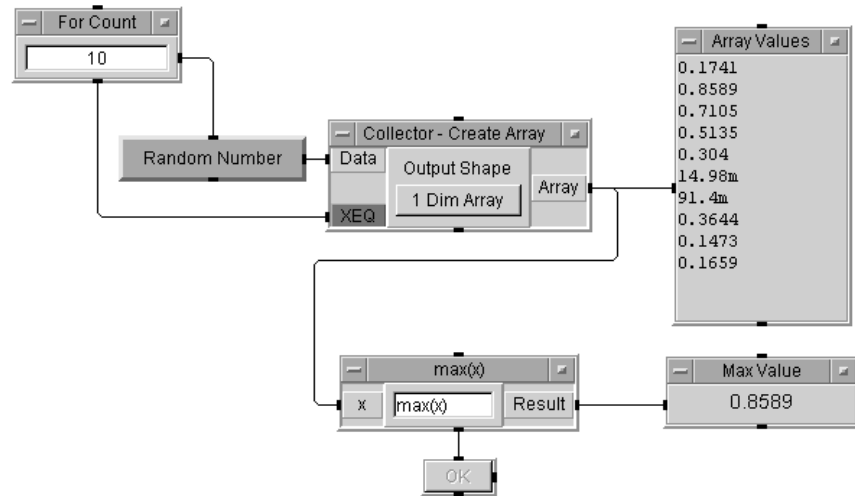 For Count
10
Random Number
Collector - Create Array
Data
XEQ
Output Shape
1 Dim Array
Array
Array Values
0.1741
0.8589
0.7105
0.5135
0.304
14.98m
91.4m
0.3644
0.1473
0.1659
max(x)
x
max(x)
Result
Max Value
0.8589
OK